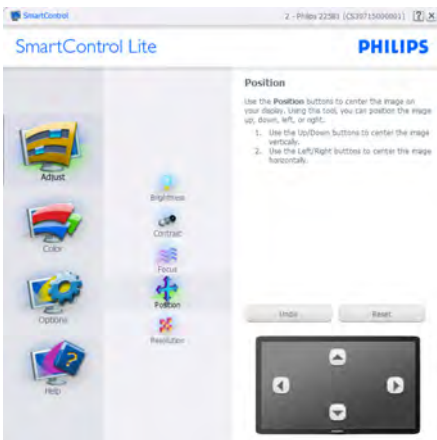 SmartControl
2 - Philips 225B1 (CS39715000001)
SmartControl Lite
PHILIPS
Position
Use the Position buttons to center the image on
your display. Using the tool, you can position the image
up, down, left, or right.
1. Use the Up/Down buttons to center the image
vertically.
2. Use the Left/Right buttons to center the image
horizontally.
Adjust
Color
Options
Help
Brightness
Contrast
Focus
Position
Resolution
Undo
Reset